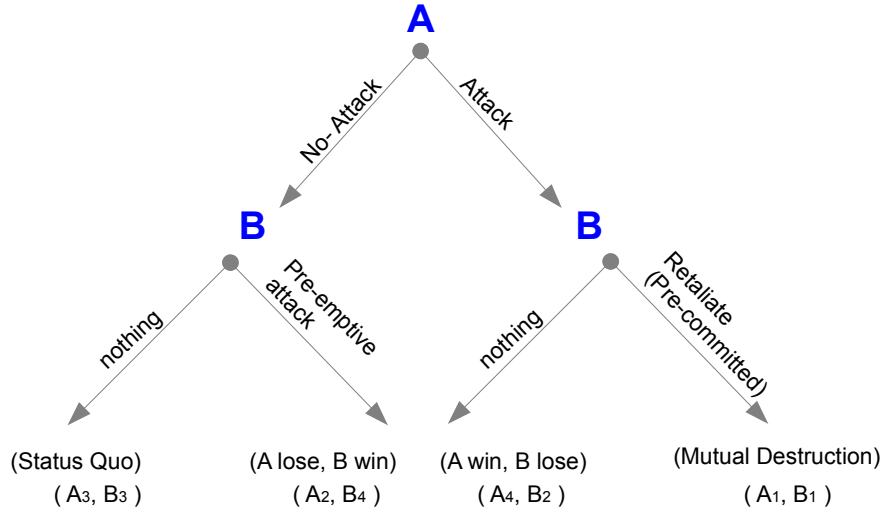 A
No- Attack
Attack
B
B
nothing
Pre-emptive
attack
nothing
Retaliate
(Pre-committed)
(Status Quo)
(A lose, B win)
(A win, B lose)
(Mutual Destruction)
( A3, B3 )
( A2, B4 )
( A4, B2 )
( A1, B1 )